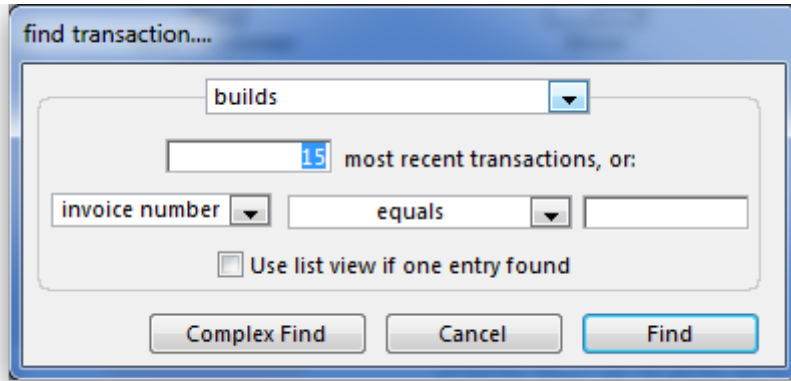 find transaction....
builds
15 most recent transactions, or:
invoice number equals
Use list view if one entry found
Complex Find Cancel Find